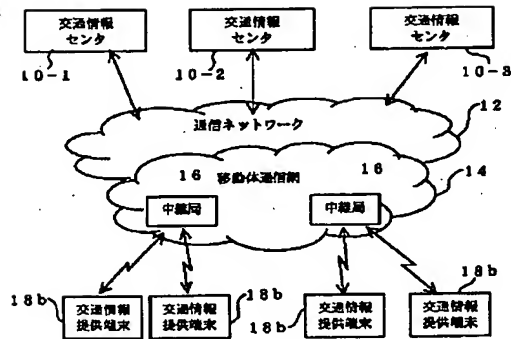 交通情報
センタ
交通情報
センタ
交通情報
センタ
10-1
10-2
10-3
通信ネットワーク
12
16
移動体通信網
16
14
中継局
中継局
18b
交通情報
提供端末
交通情報
提供端末
18b
18b
交通情報
提供端末
交通情報
提供端末
18b